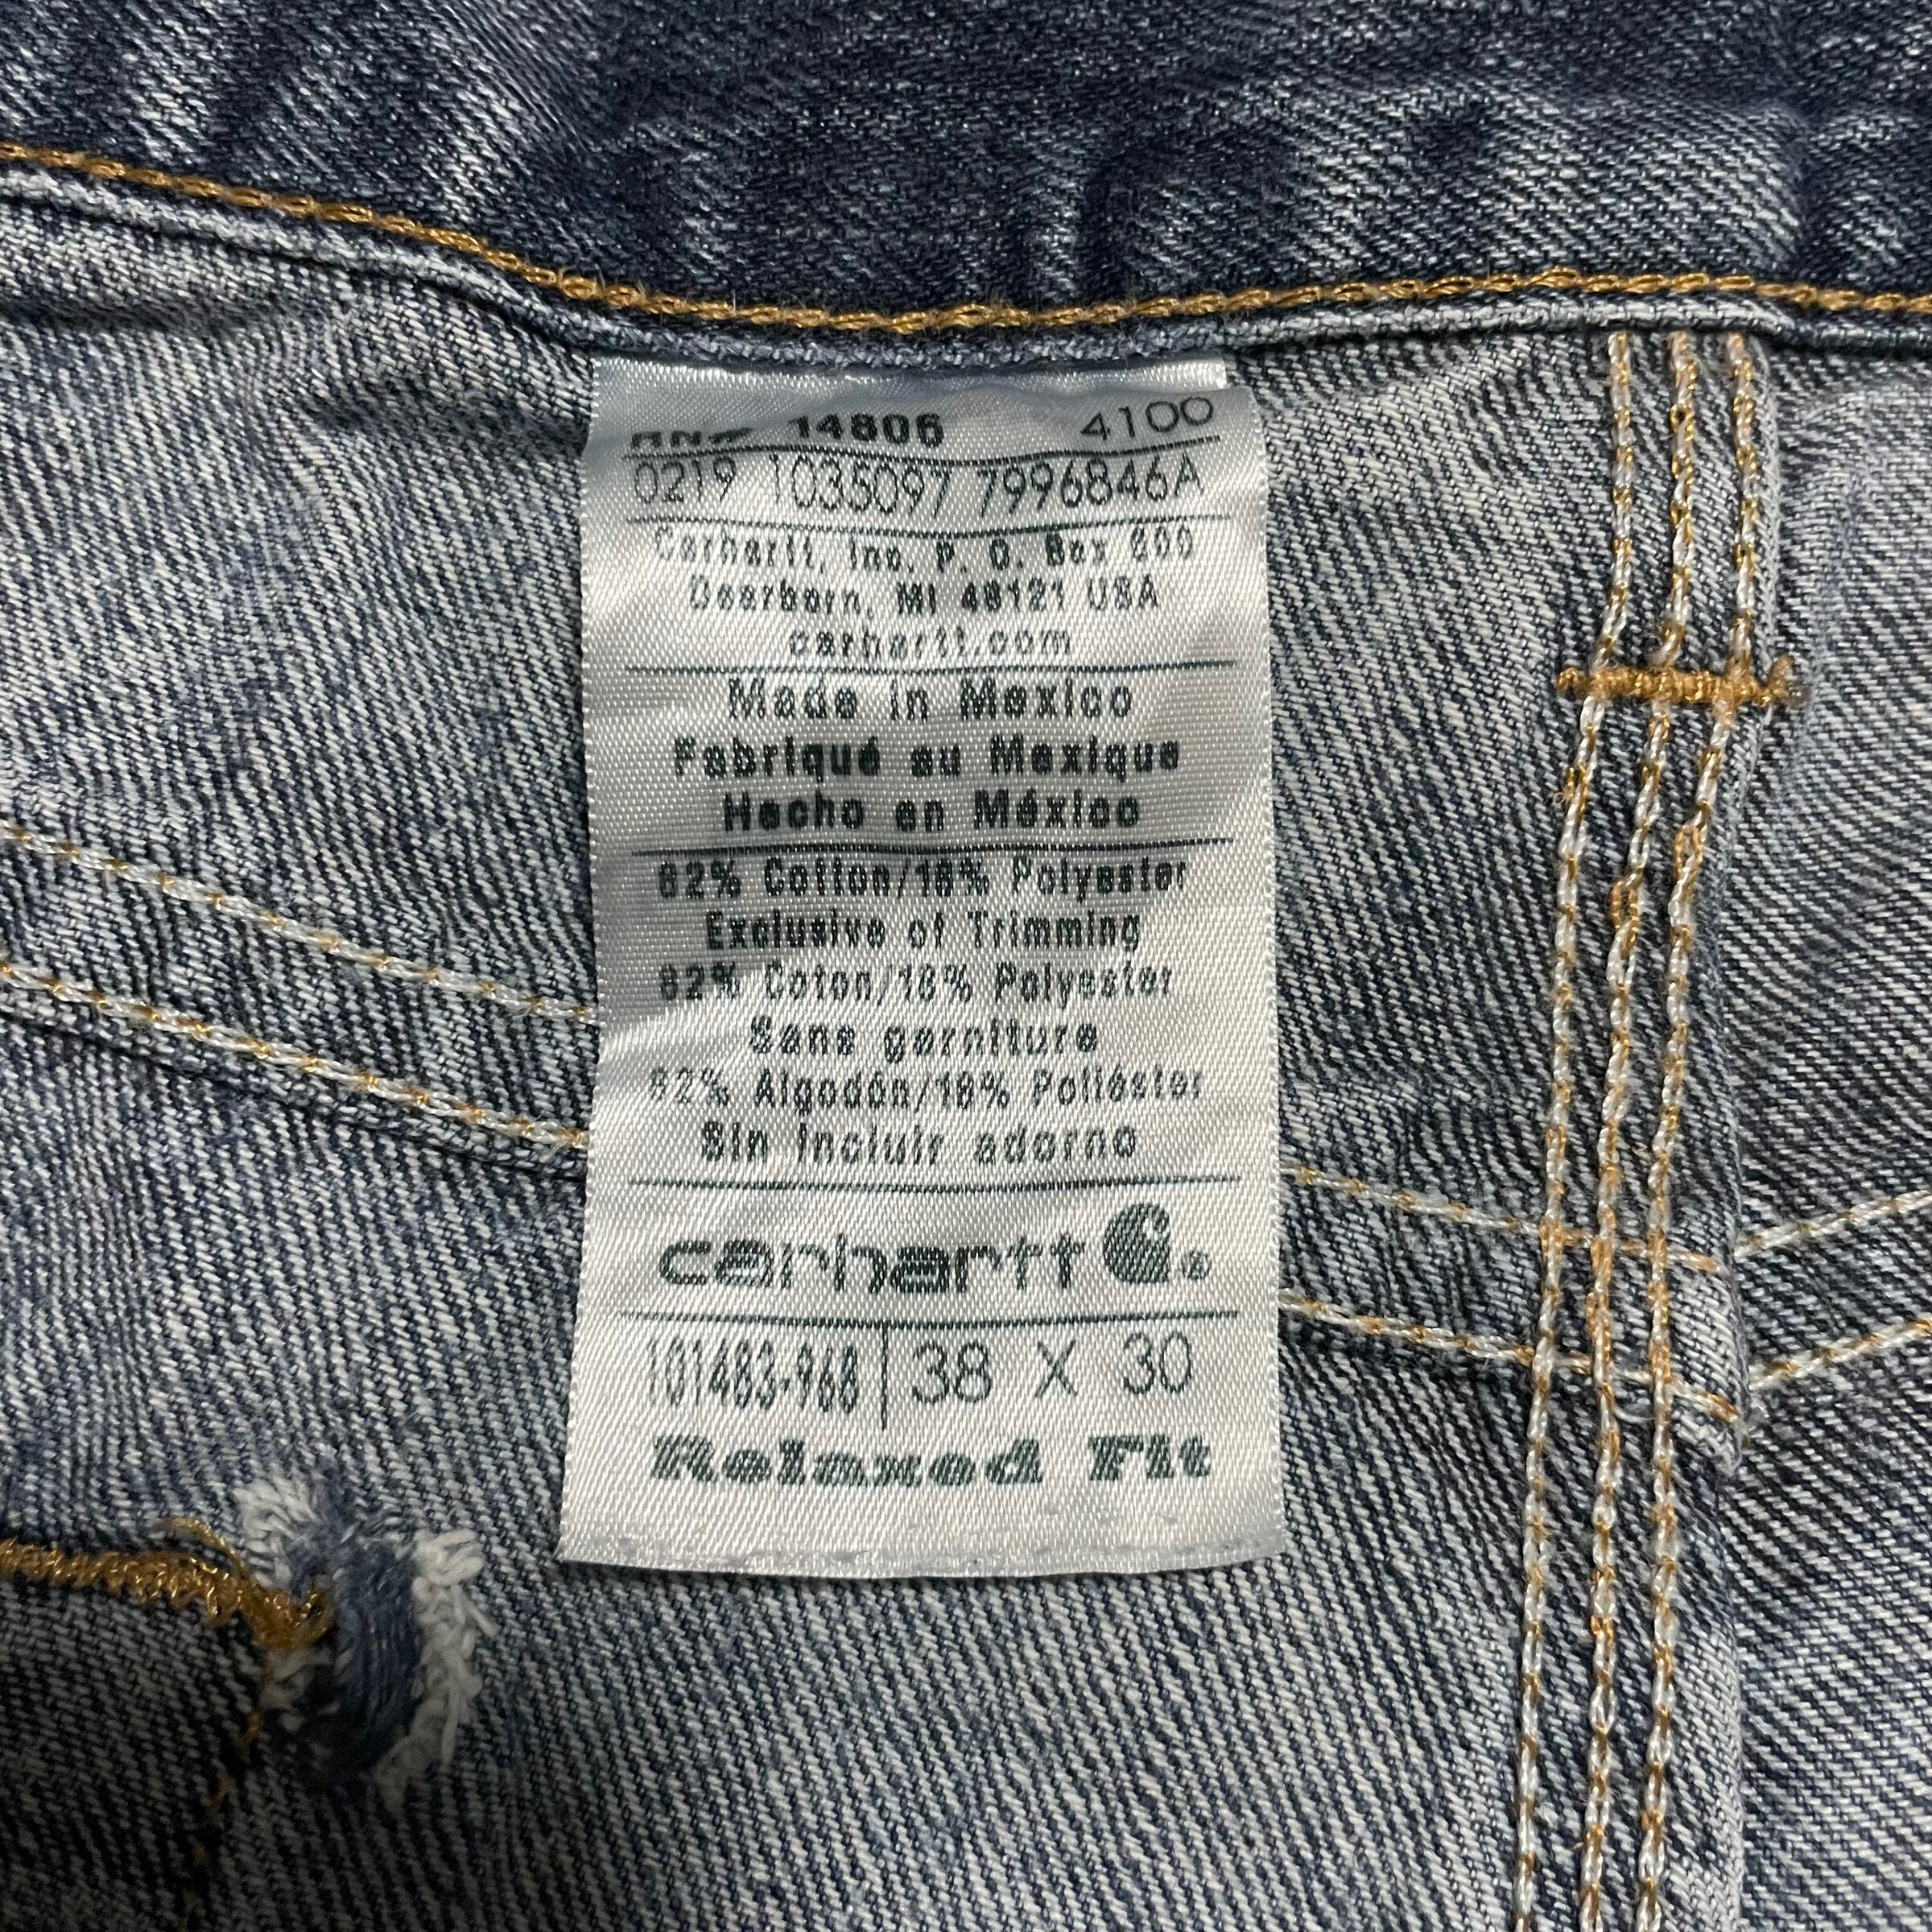 RN# 14806 4100
0219 1035097 7996846A
Carhartt, Inc. P. O. Box 600
Dearborn, MI 48121 USA
carhartt.com
Made in Mexico
Fabriqué au Mexique
Hecho en México
82% Cotton/18% Polyester
Exclusive of Trimming
82% Coton/18% Polyester
Sans garniture
82% Algodón/18% Poliéster
Sin incluir adorno
carhartt ®
101483-968 38 X 30
Relaxed Fit